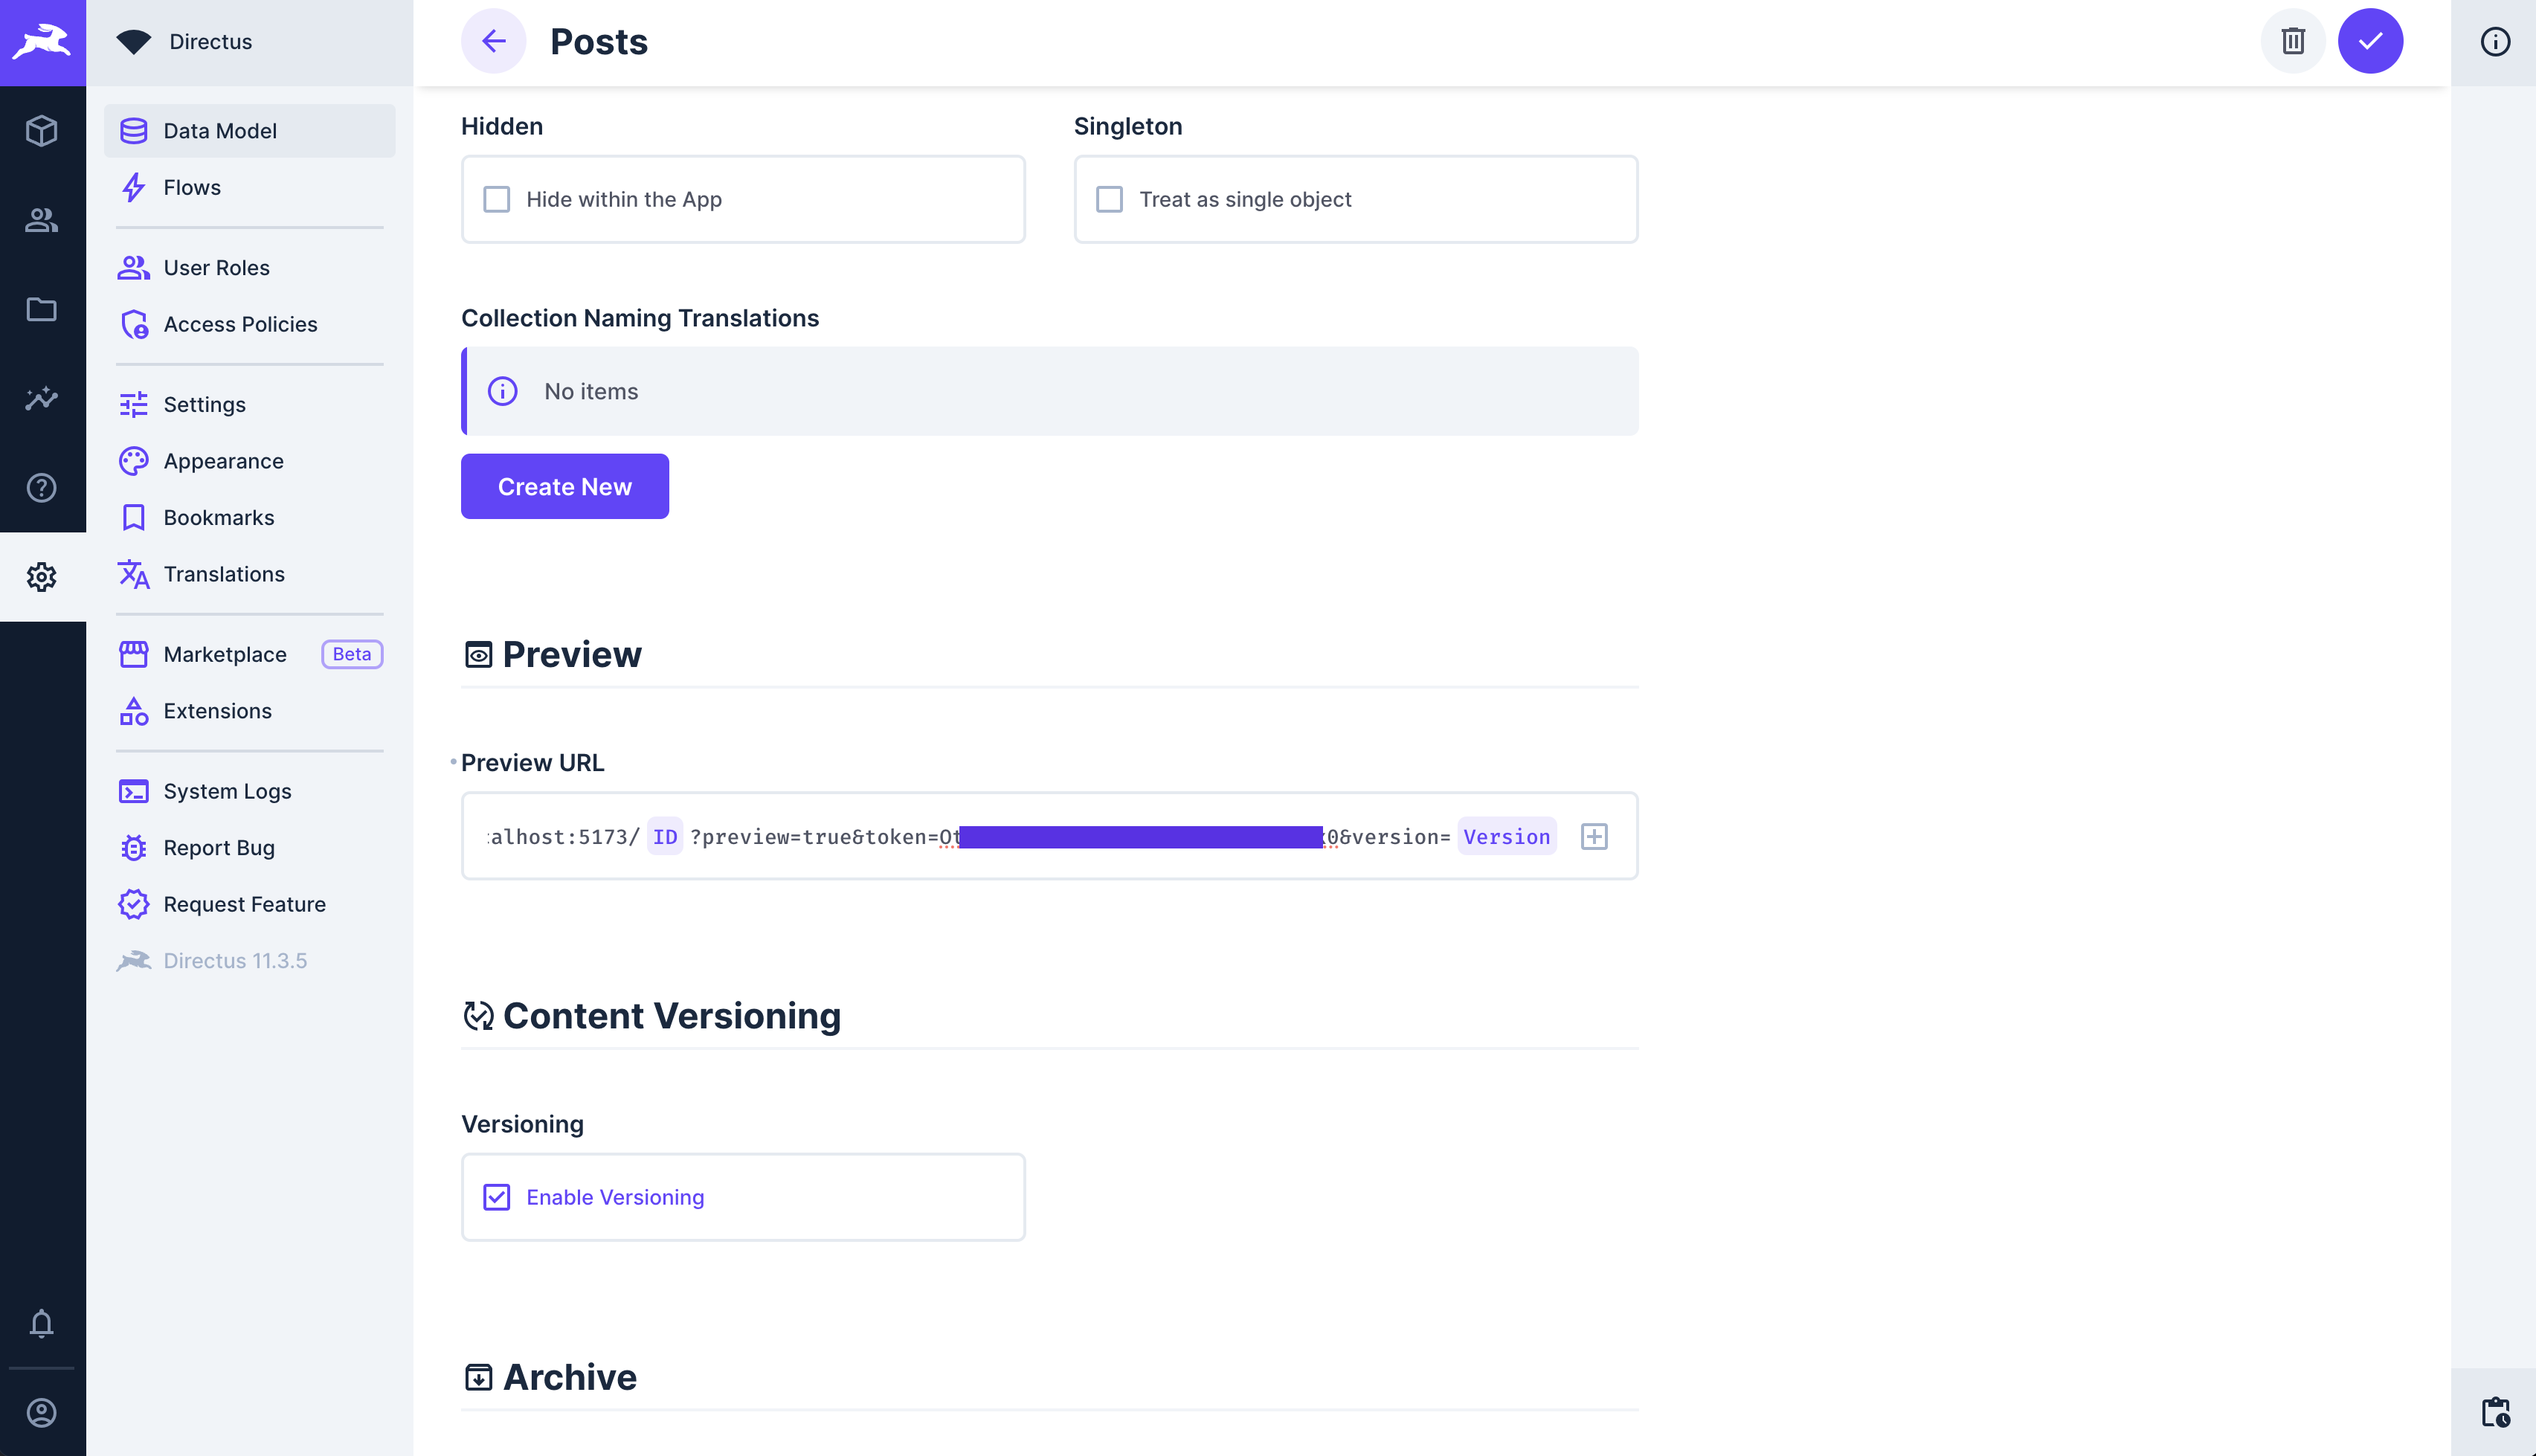 Directus
Data Model
Flows
User Roles
Access Policies
Settings
Appearance
Bookmarks
Translations
Marketplace Beta
Extensions
System Logs
Report Bug
Request Feature
Directus 11.3.5
Posts
Hidden
Hide within the App
Singleton
Treat as single object
Collection Naming Translations
No items
Create New
Preview
Preview URL
alhost:5173/ ID ?preview=true&token=Ot 0&version= Version
Content Versioning
Versioning
Enable Versioning
Archive